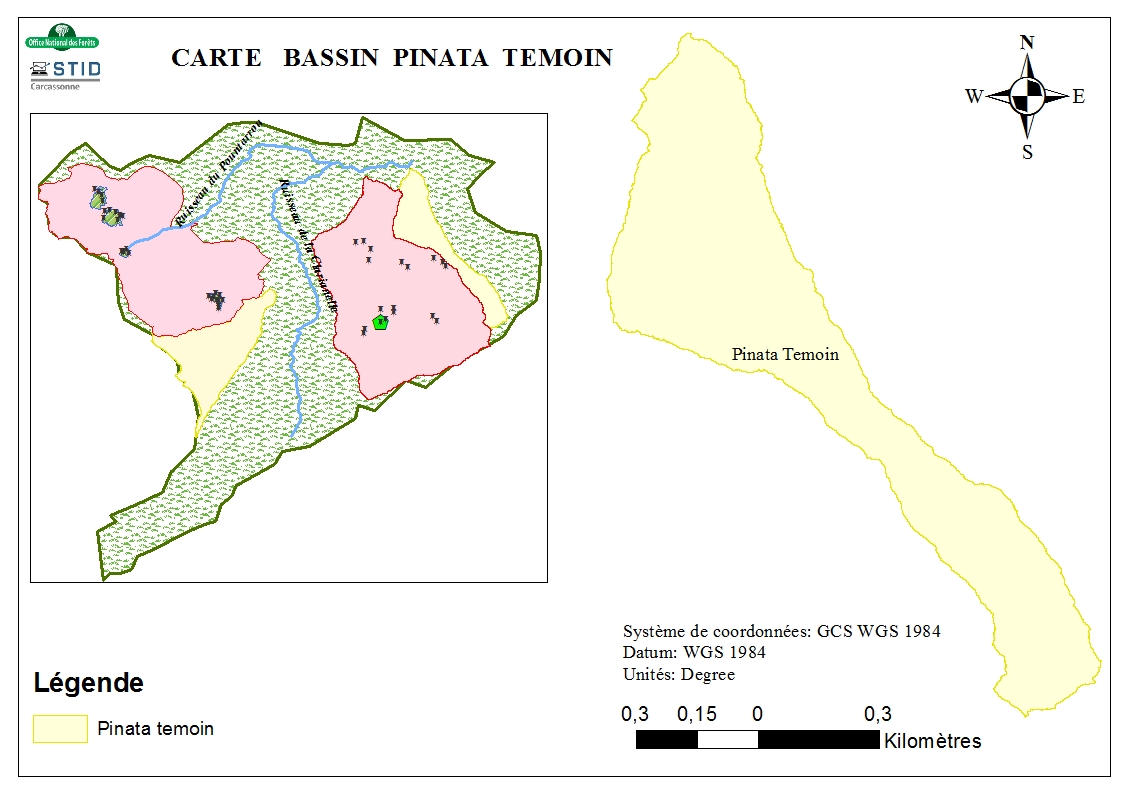 Office National des Forêts
STID
Carcassonne
CARTE BASSIN PINATA TEMOIN
N
W E
S
Ruisseau du Pountarrou
Ruisseau de la
Pinata Temoin
Système de coordonnées: GCS WGS 1984
Datum: WGS 1984
Unités: Degree
Légende
Pinata temoin
0,3 0,15 0 0,3
Kilomètres